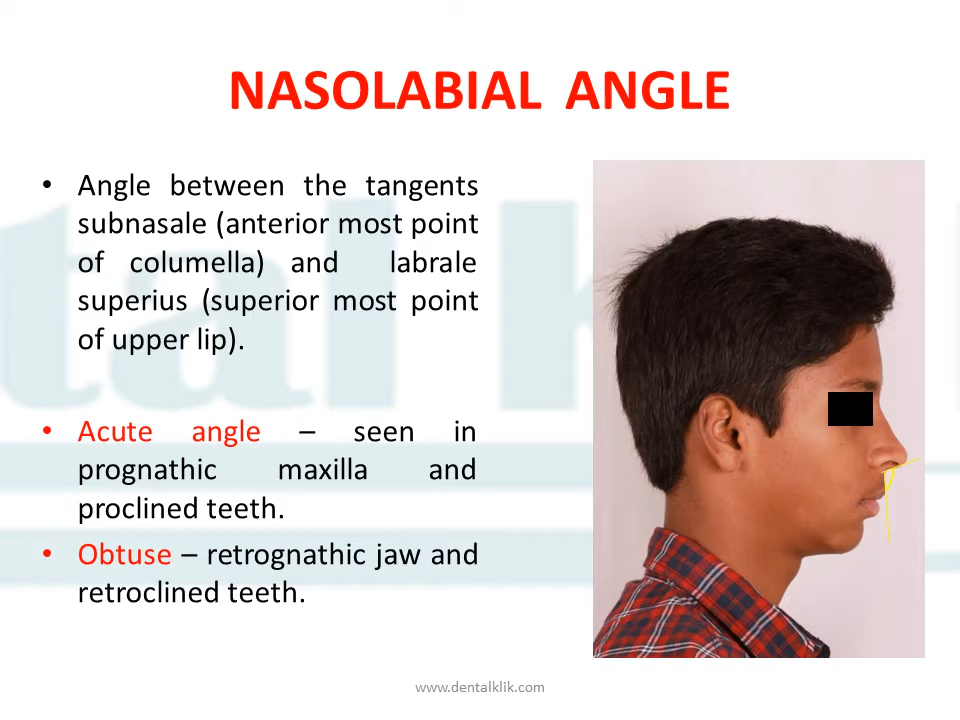 NASOLABIAL ANGLE
• Angle between the tangents
subnasale (anterior most point
of columella) and labrale
superius (superior most point
of upper lip).
• Acute angle – seen in
prognathic maxilla and
proclined teeth.
• Obtuse – retrognathic jaw and
retroclined teeth.
www.dentalklik.com